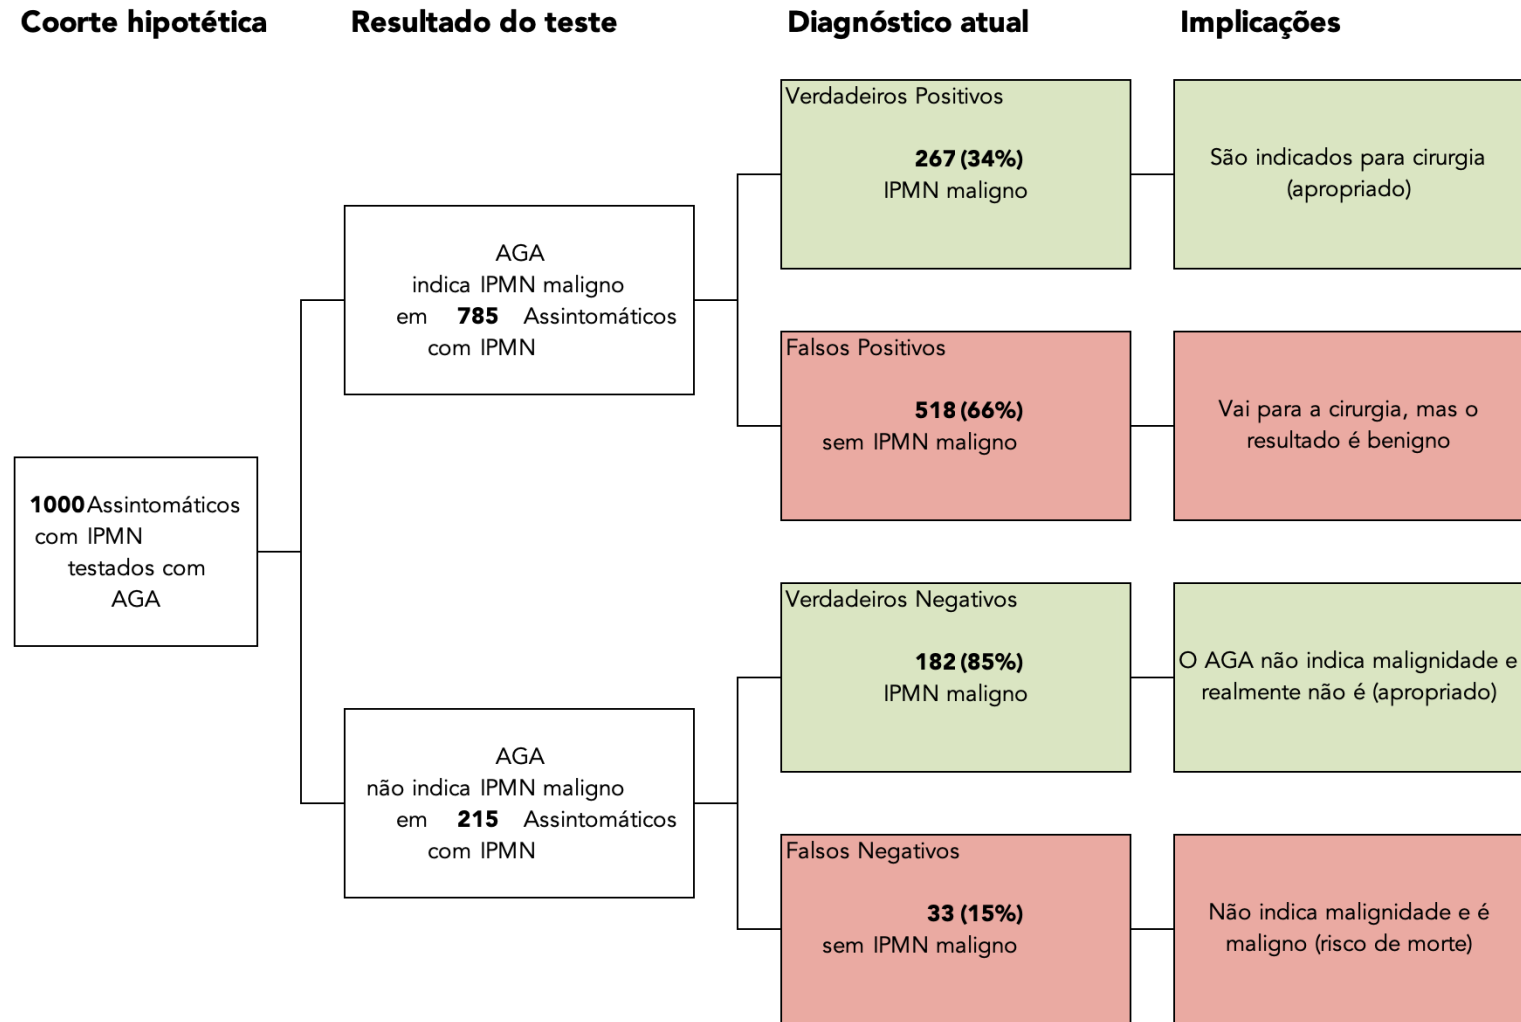 Coorte hipotética
Resultado do teste
Diagnóstico atual
Implicações
1000 Assintomáticos
com IPMN
testados com
AGA
AGA
indica IPMN maligno
em 785 Assintomáticos
com IPMN
Verdadeiros Positivos
267 (34%)
IPMN maligno
São indicados para cirurgia
(apropriado)
Falsos Positivos
518 (66%)
sem IPMN maligno
Vai para a cirurgia, mas o
resultado é benigno
AGA
não indica IPMN maligno
em 215 Assintomáticos
com IPMN
Verdadeiros Negativos
182 (85%)
IPMN maligno
O AGA não indica malignidade e
realmente não é (apropriado)
Falsos Negativos
33 (15%)
sem IPMN maligno
Não indica malignidade e é
maligno (risco de morte)